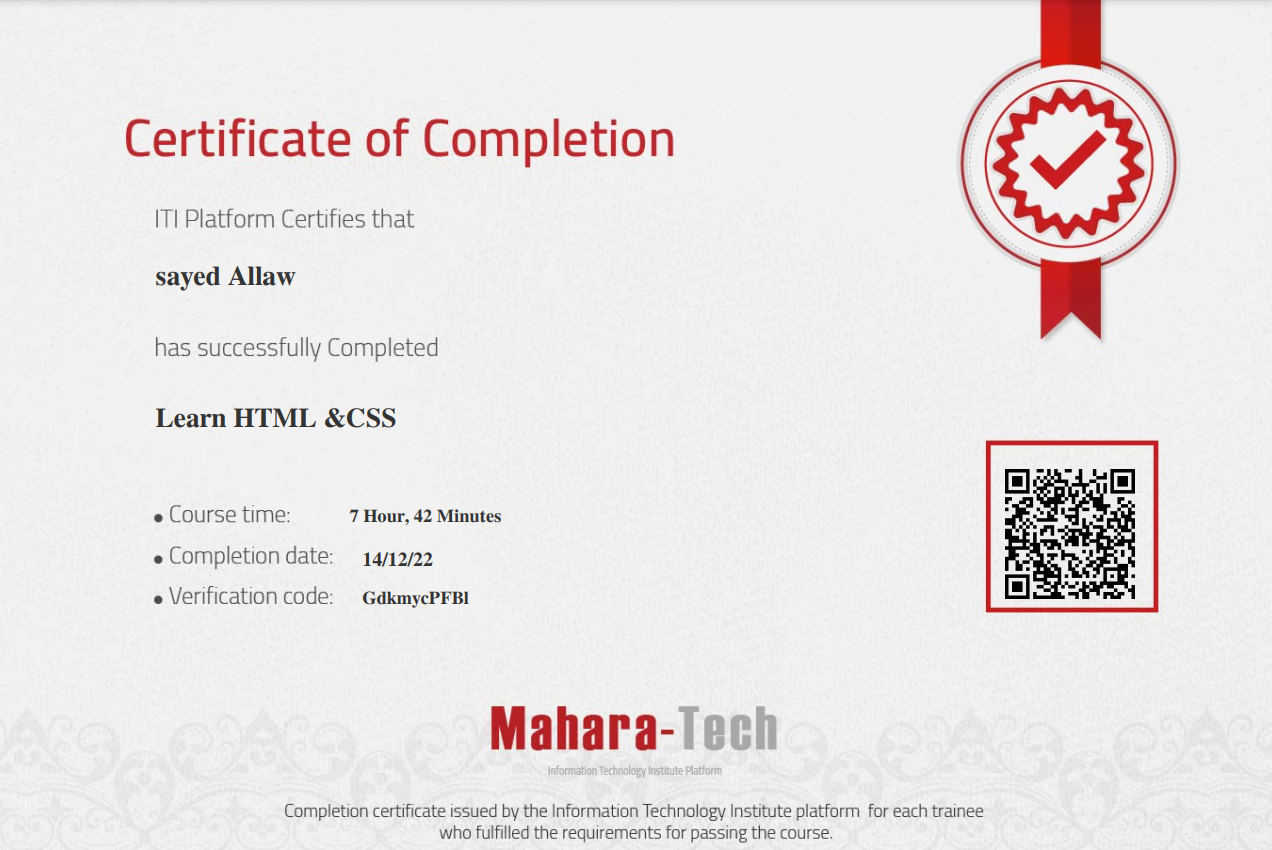 Certificate of Completion
ITI Platform Certifies that
sayed Allaw
has successfully Completed
Learn HTML &CSS
• Course time: 7 Hour, 42 Minutes
• Completion date: 14/12/22
• Verification code: GdkmycPFBl
Mahara-Tech
Information Technology Institute Platform
Completion certificate issued by the Information Technology Institute platform for each trainee
who fulfilled the requirements for passing the course.